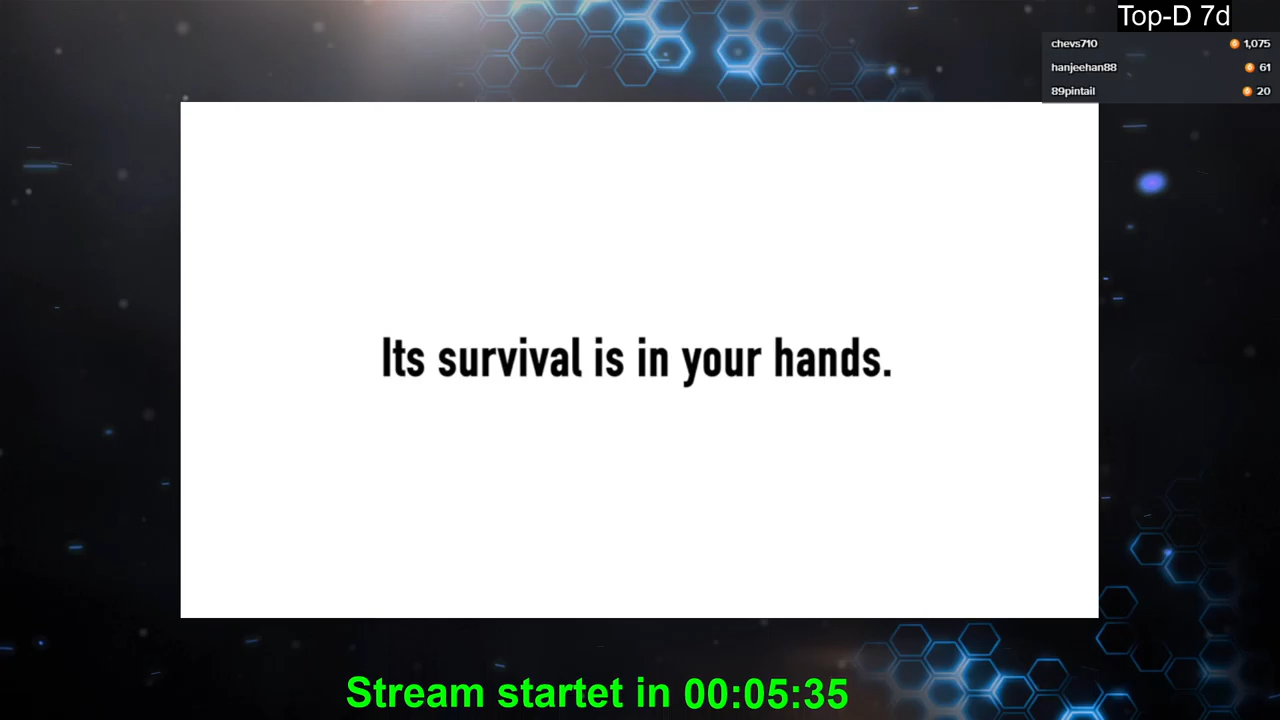 Top-D 7d
chevs710 1,075
hanjeehan88 61
89pintail 20
Its survival is in your hands.
Stream startet in 00:05:35